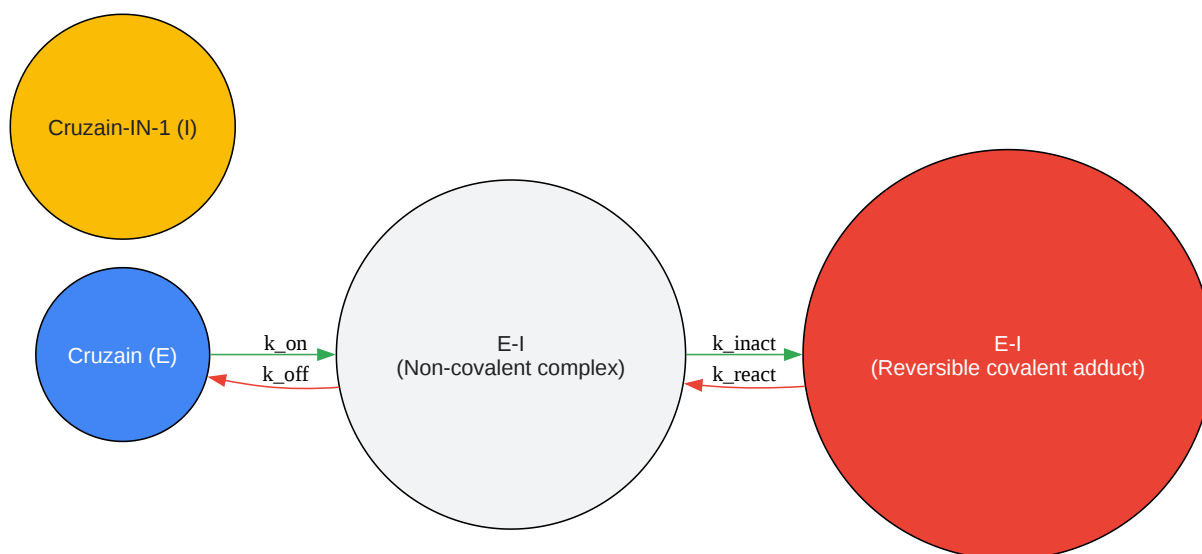 Cruzain-IN-1 (I)
Cruzain (E)
k_on
k_off
E-I
(Non-covalent complex)
k_inact
k_react
E-I
(Reversible covalent adduct)